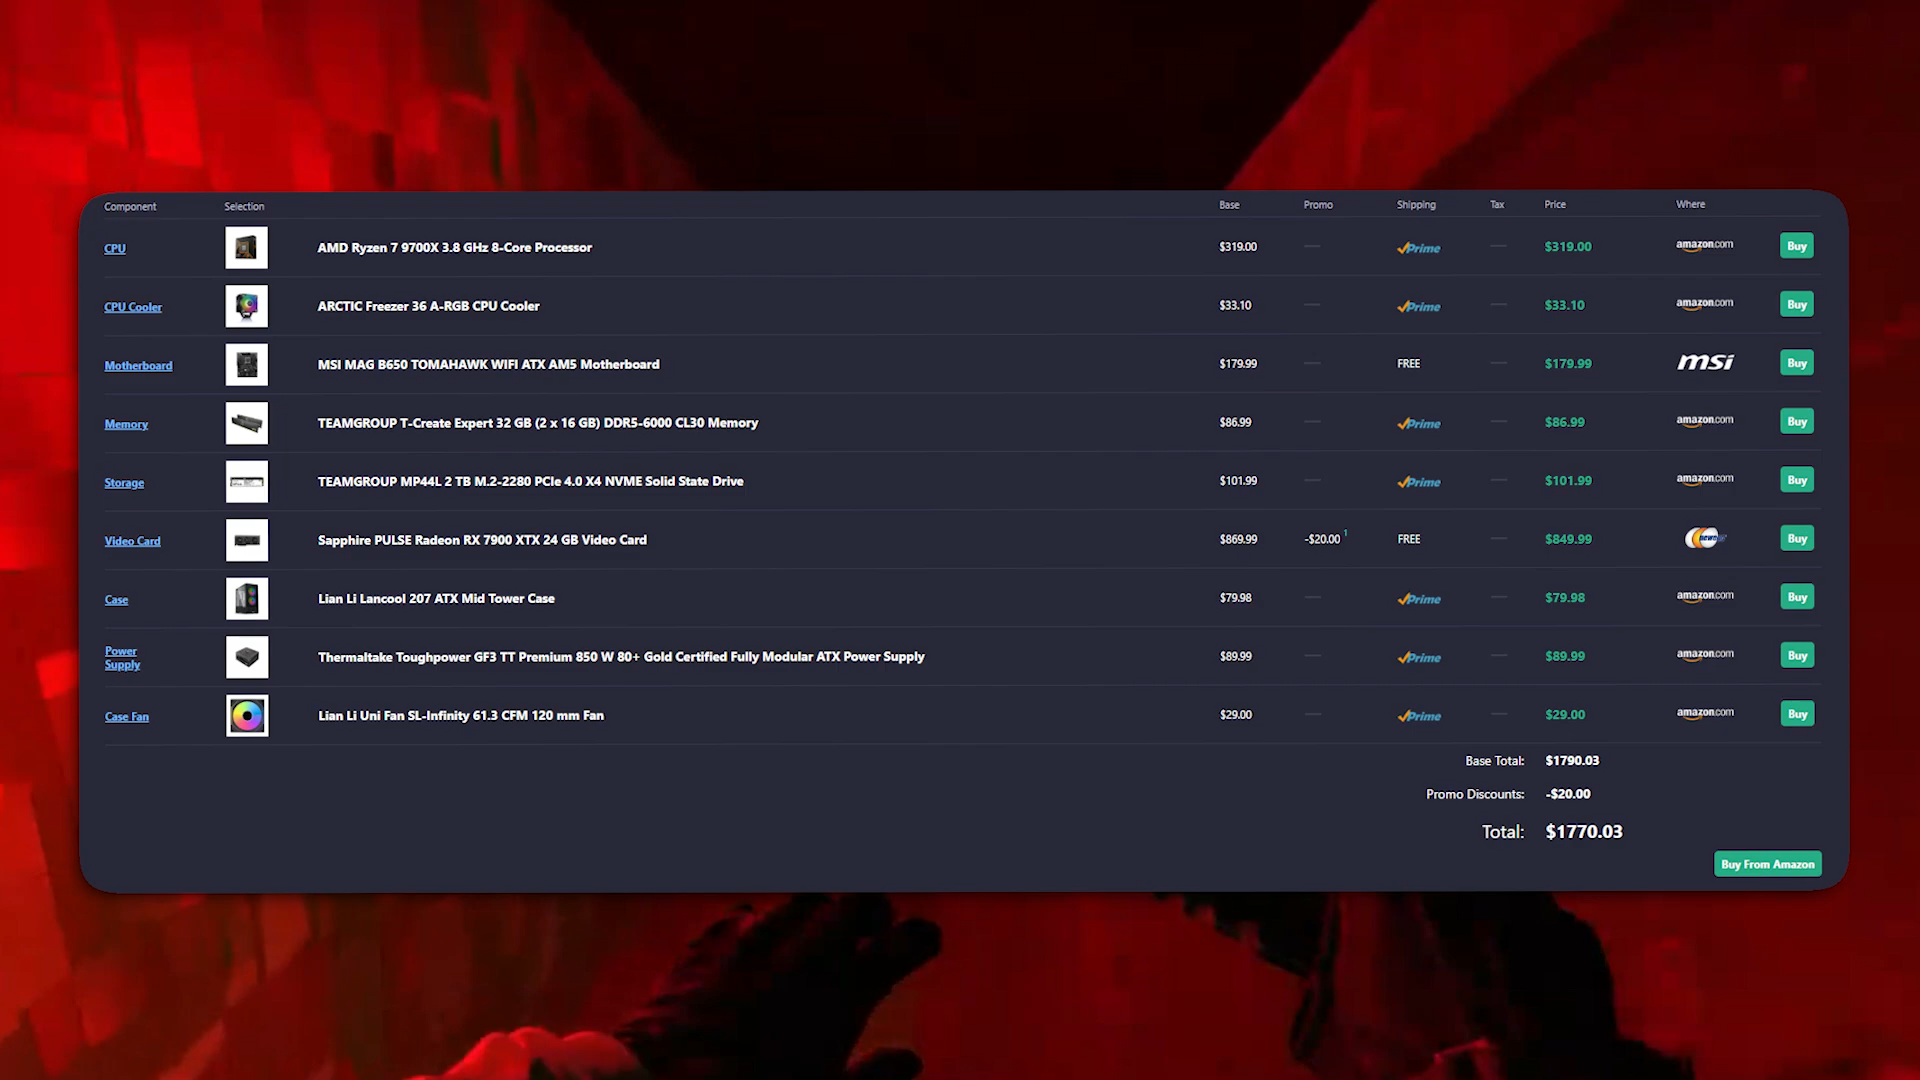 Component Selection Base Promo Shipping Tax Price Where
CPU AMD Ryzen 7 9700X 3.8 GHz 8-Core Processor $319.00 — Prime — $319.00 amazon.com Buy
CPU Cooler ARCTIC Freezer 36 A-RGB CPU Cooler $33.10 — Prime — $33.10 amazon.com Buy
Motherboard MSI MAG B650 TOMAHAWK WIFI ATX AM5 Motherboard $179.99 — FREE — $179.99 msi Buy
Memory TEAMGROUP T-Create Expert 32 GB (2 x 16 GB) DDR5-6000 CL30 Memory $86.99 — Prime — $86.99 amazon.com Buy
Storage TEAMGROUP MP44L 2 TB M.2-2280 PCIe 4.0 X4 NVME Solid State Drive $101.99 — Prime — $101.99 amazon.com Buy
Video Card Sapphire PULSE Radeon RX 7900 XTX 24 GB Video Card $869.99 -$20.00 1 FREE — $849.99 newegg Buy
Case Lian Li Lancool 207 ATX Mid Tower Case $79.98 — Prime — $79.98 amazon.com Buy
Power Supply Thermaltake Toughpower GF3 TT Premium 850 W 80+ Gold Certified Fully Modular ATX Power Supply $89.99 — Prime — $89.99 amazon.com Buy
Case Fan Lian Li Uni Fan SL-Infinity 61.3 CFM 120 mm Fan $29.00 — Prime — $29.00 amazon.com Buy
Base Total: $1790.03
Promo Discounts: -$20.00
Total: $1770.03
Buy From Amazon